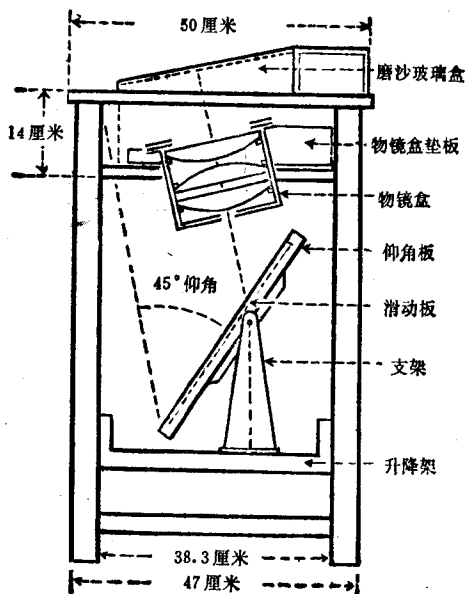 50厘米
磨沙玻璃盒
14厘米
物镜盒垫板
物镜盒
仰角板
45°仰角
滑动板
支架
升降架
38.3厘米
47厘米